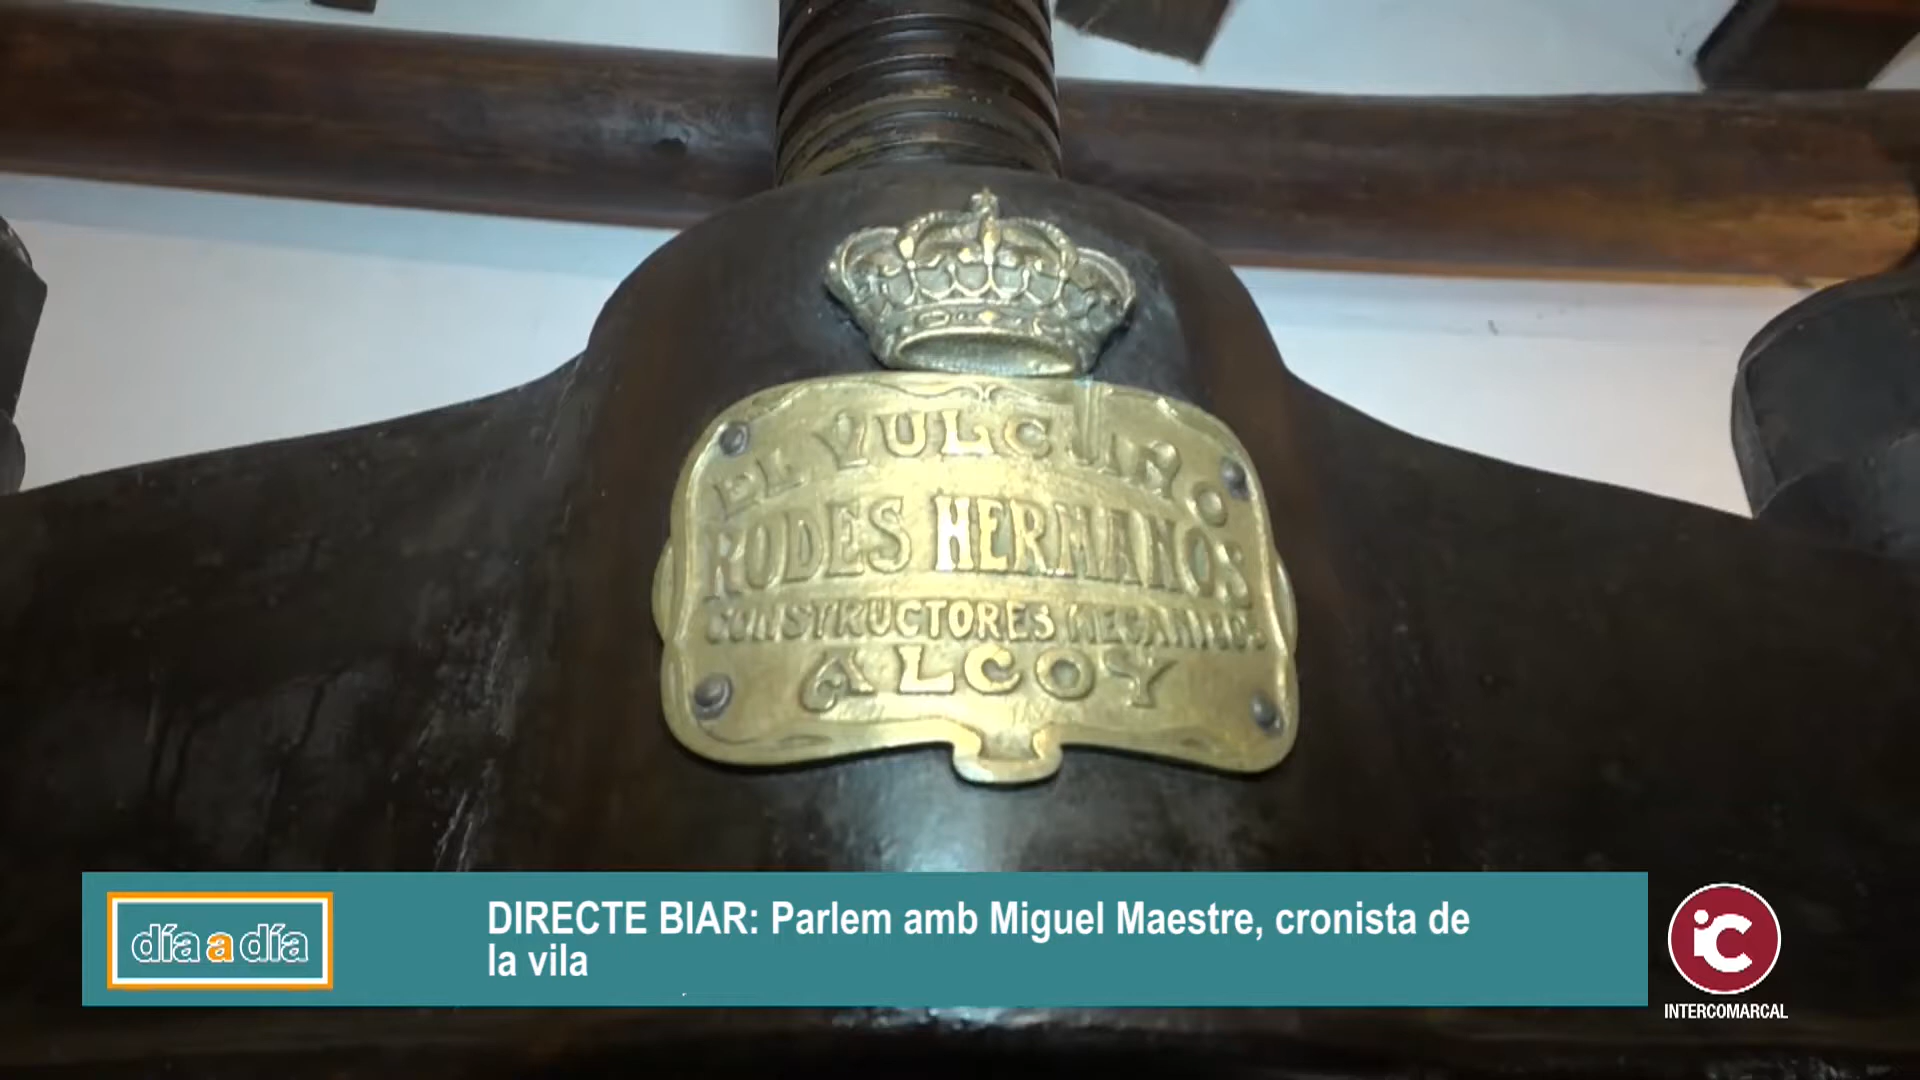 EL VULCANO
RODES HERMANOS
CONSTRUCTORES MECANICOS
ALCOY
día a día
DIRECTE BIAR: Parlem amb Miguel Maestre, cronista de
la vila
iC
INTERCOMARCAL